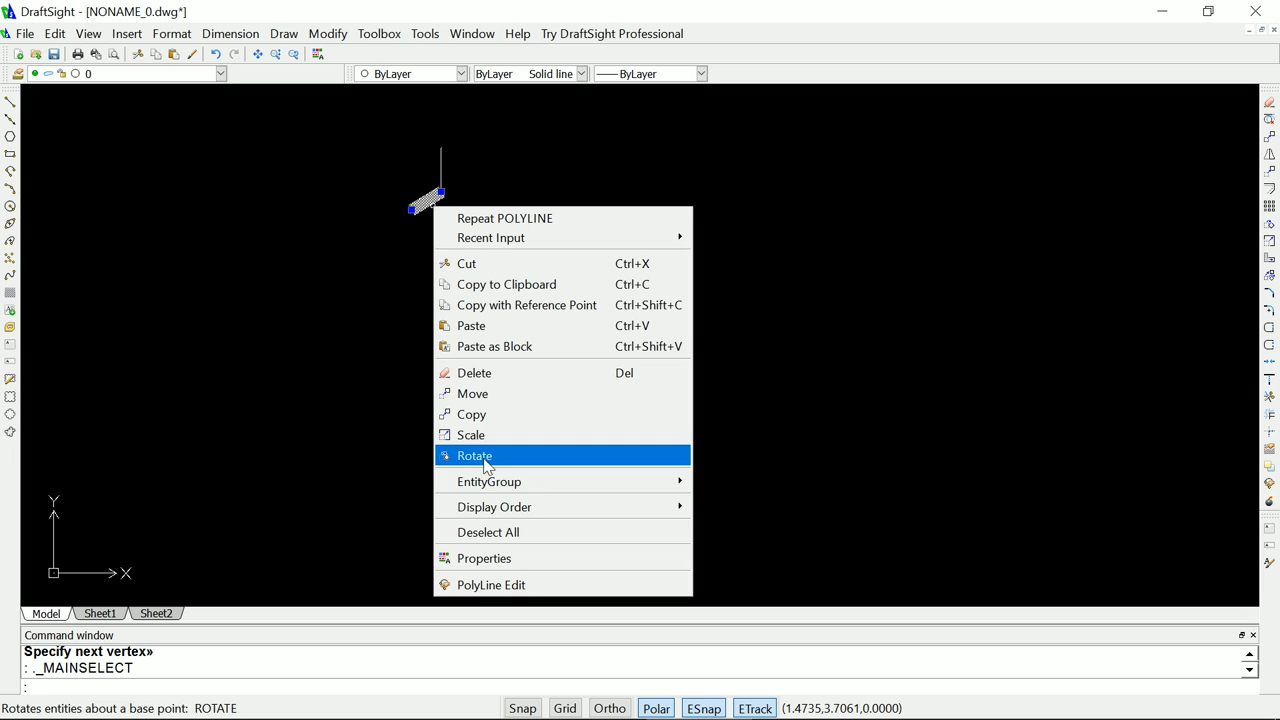 DraftSight - [NONAME_0.dwg*]
File Edit View Insert Format Dimension Draw Modify Toolbox Tools Window Help Try DraftSight Professional
0 ByLayer ByLayer Solid line ByLayer
Repeat POLYLINE
Recent Input
Cut Ctrl+X
Copy to Clipboard Ctrl+C
Copy with Reference Point Ctrl+Shift+C
Paste Ctrl+V
Paste as Block Ctrl+Shift+V
Delete Del
Move
Copy
Scale
Rotate
EntityGroup
Display Order
Deselect All
Properties
PolyLine Edit
Y
X
Model Sheet1 Sheet2
Command window
Specify next vertex»
: ._MAINSELECT
:
Rotates entities about a base point: ROTATE Snap Grid Ortho Polar ESnap ETrack (1.4735,3.7061,0.0000)